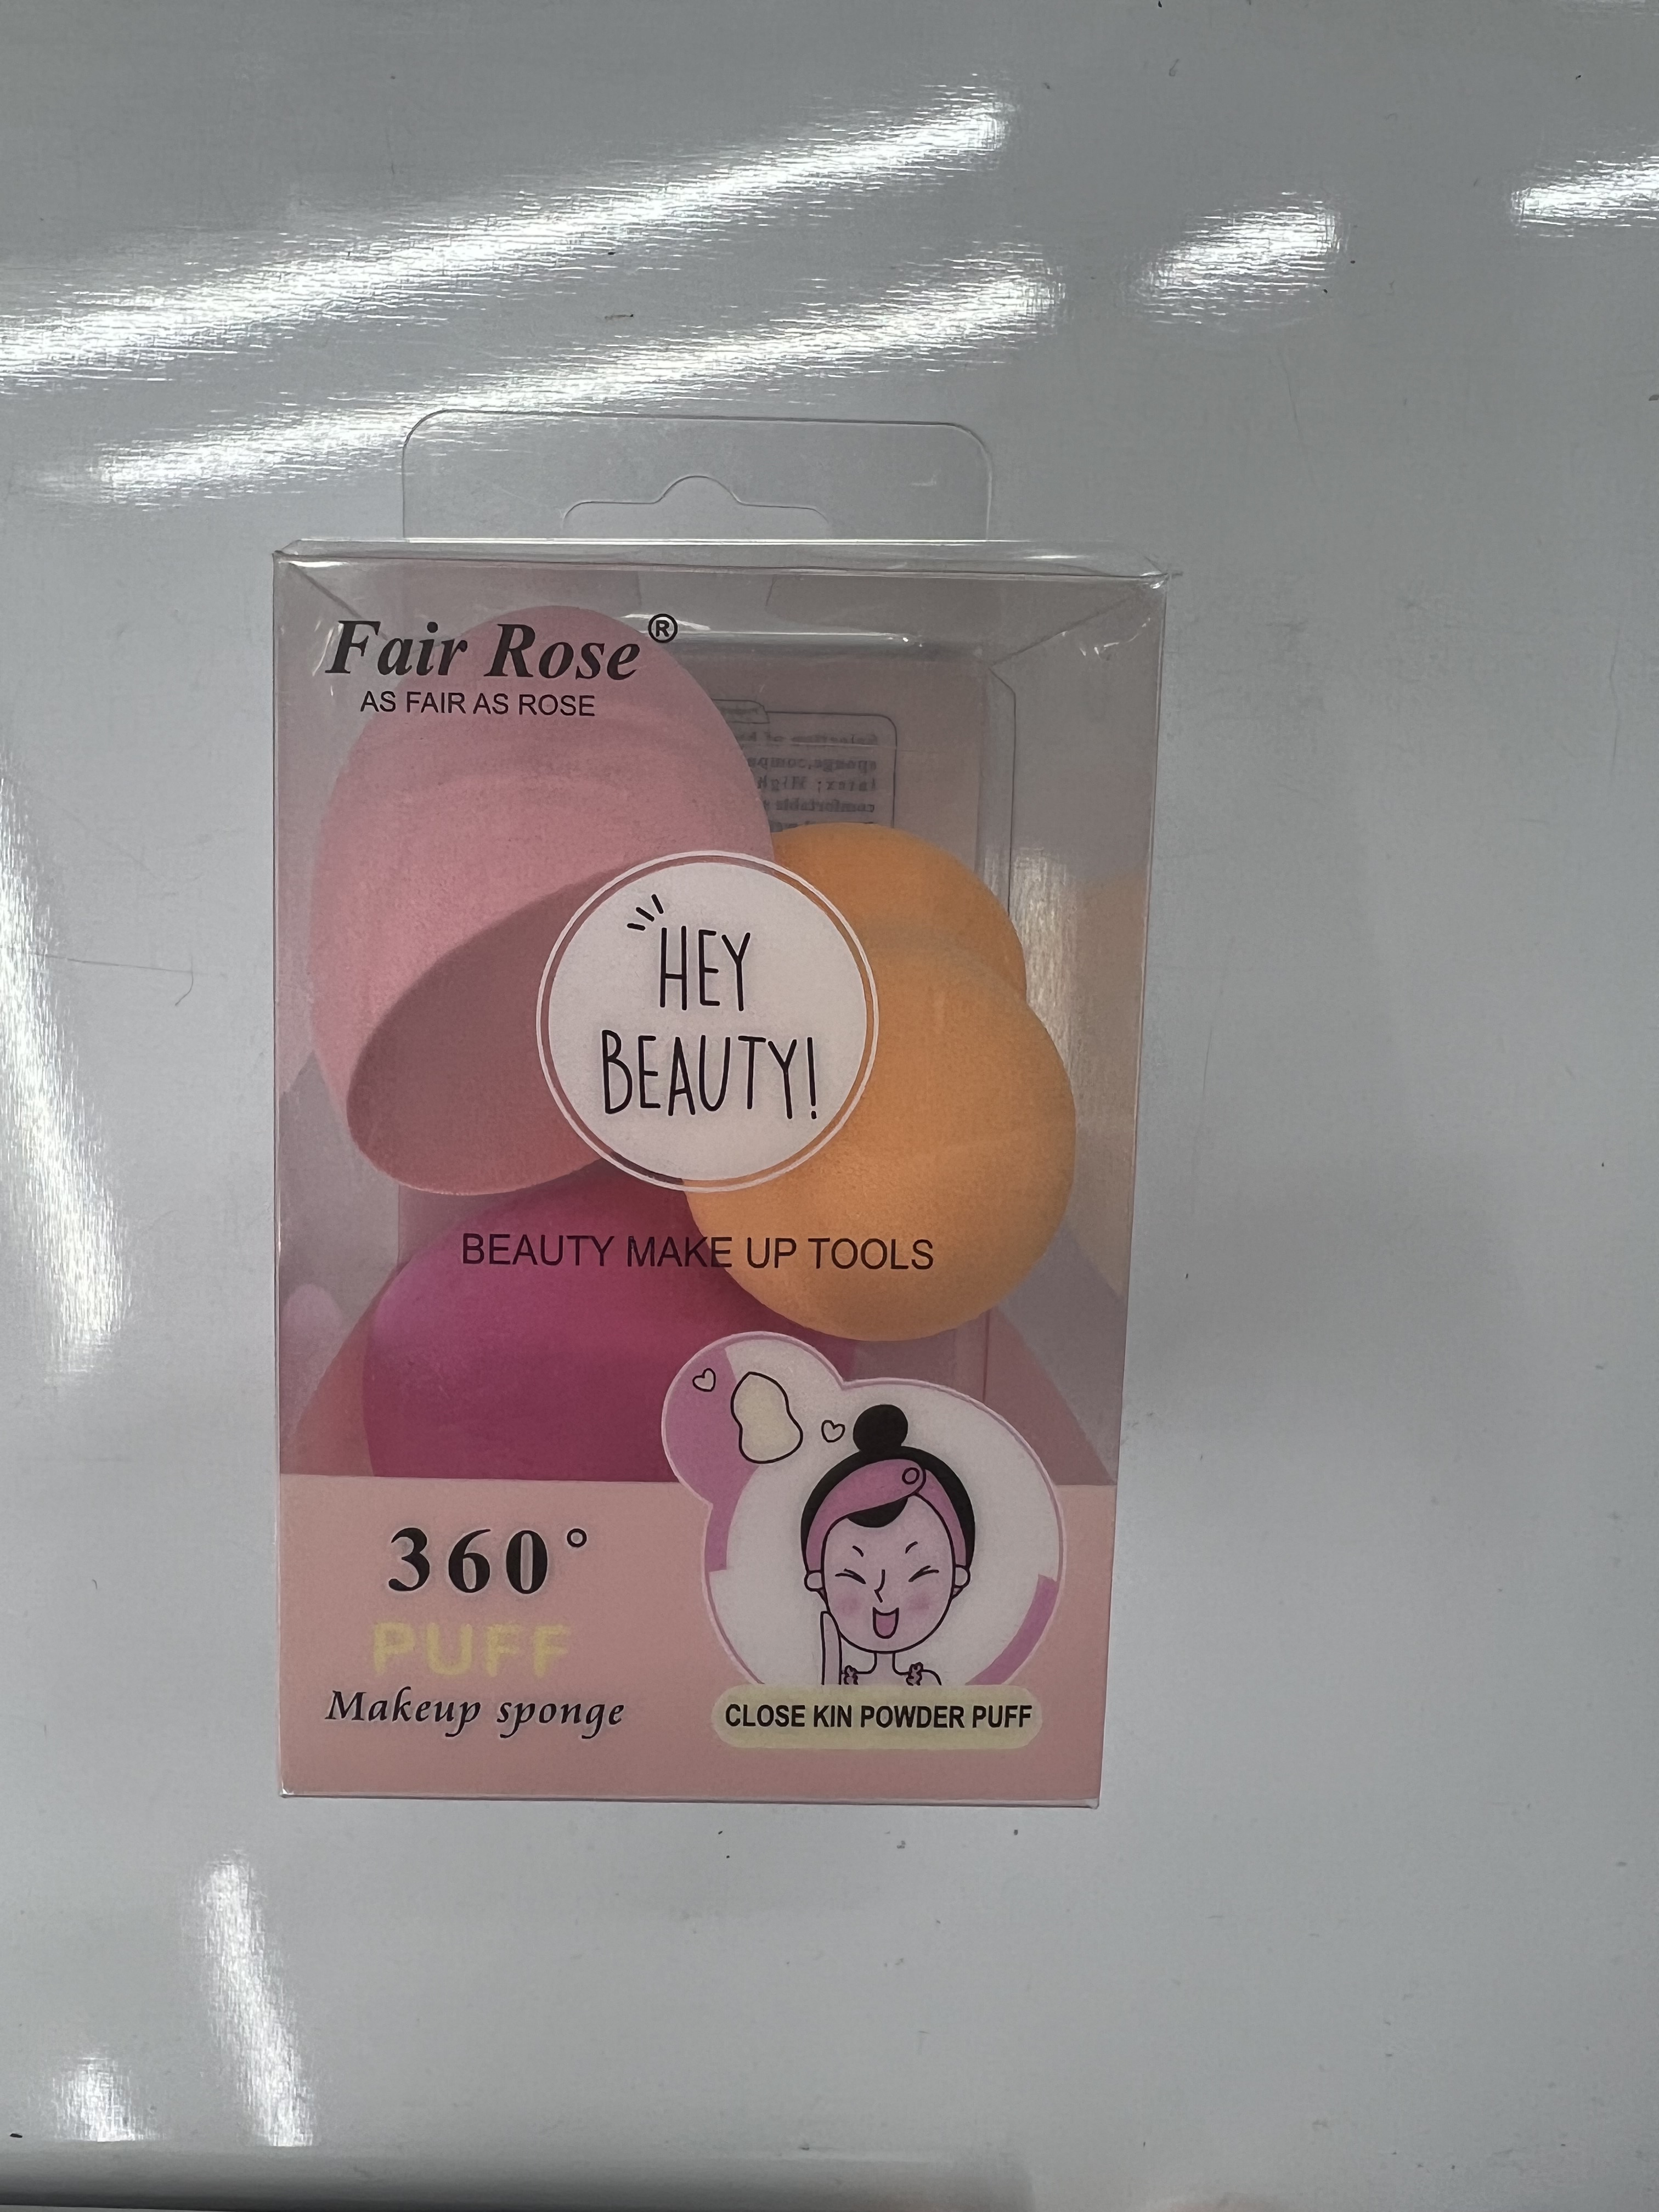 Fair Rose®
AS FAIR AS ROSE
HEY
BEAUTY!
BEAUTY MAKE UP TOOLS
360°
PUFF
Makeup sponge
CLOSE KIN POWDER PUFF